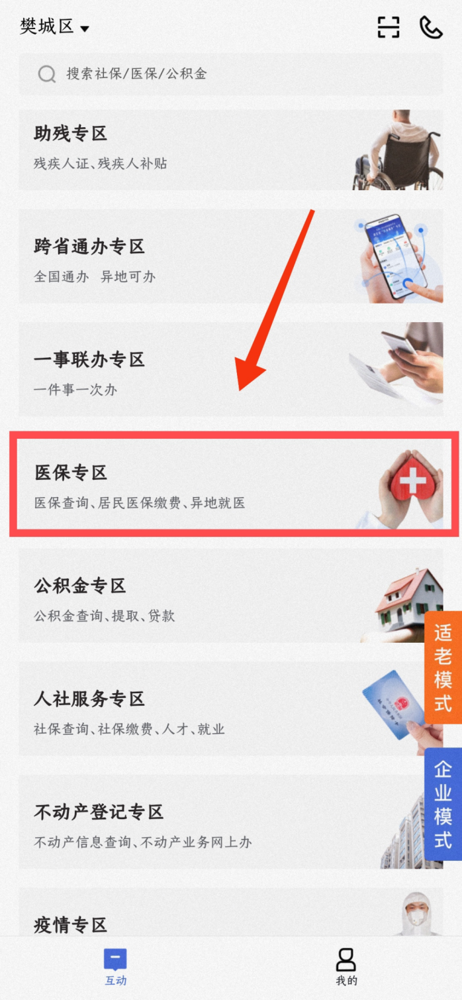 樊城区
搜索社保/医保/公积金
助残专区
残疾人证、残疾人补贴
跨省通办专区
全国通办 异地可办
一事联办专区
一件事一次办
医保专区
医保查询、居民医保缴费、异地就医
公积金专区
公积金查询、提取、贷款
适老模式
人社服务专区
社保查询、社保缴费、人才、就业
企业模式
不动产登记专区
不动产信息查询、不动产业务网上办
疫情专区
互动
我的